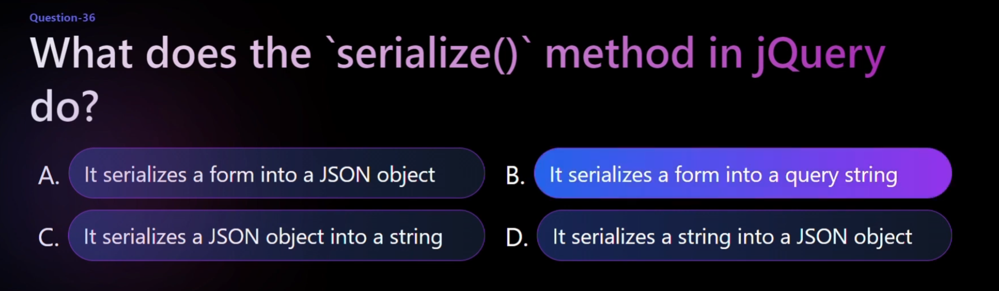 Question-36
What does the `serialize()` method in jQuery
do?
A. It serializes a form into a JSON object
B. It serializes a form into a query string
C. It serializes a JSON object into a string
D. It serializes a string into a JSON object